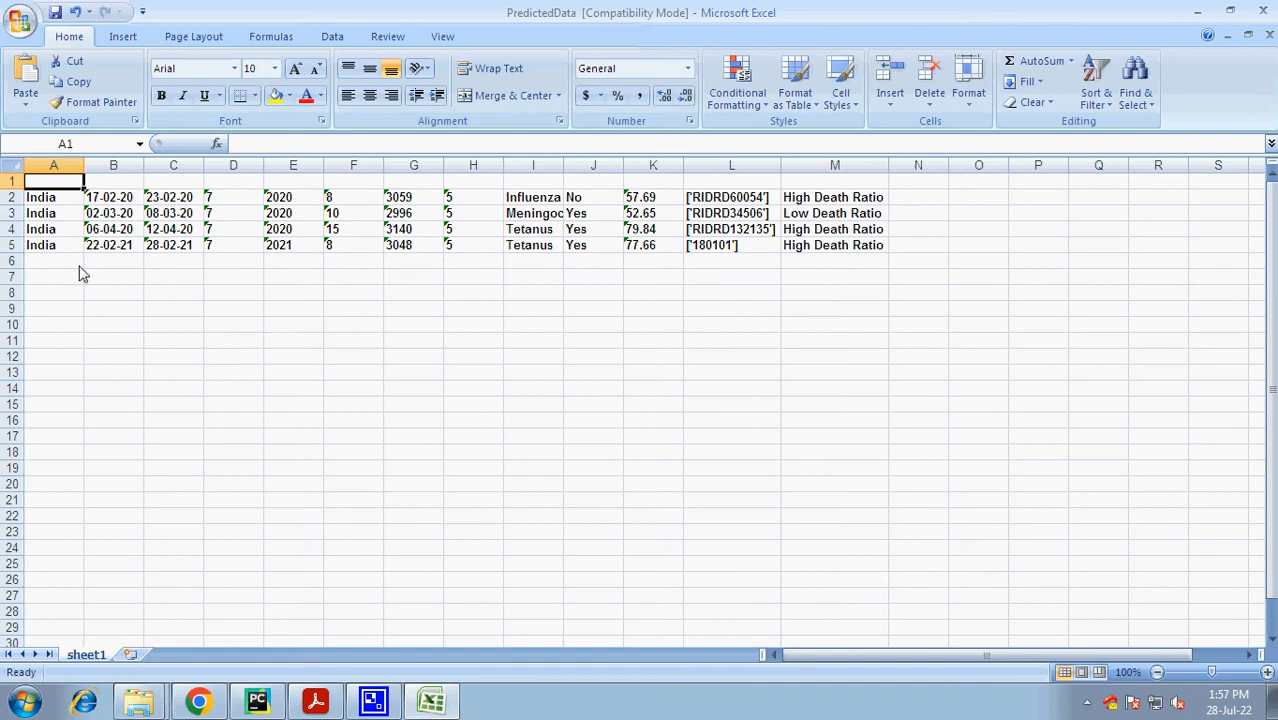 PredictedData [Compatibility Mode] - Microsoft Excel
Home Insert Page Layout Formulas Data Review View
Paste Cut Copy Format Painter Clipboard
Arial 10 A A B I U A Font
Wrap Text Merge & Center Alignment
General $ % , .0 .00 .00 .0 Number
Conditional Formatting Format as Table Cell Styles Styles
Insert Delete Format Cells
Σ AutoSum Fill Clear Sort & Filter Find & Select Editing
A1 fx
A B C D E F G H I J K L M N O P Q R S
1
2 India 17-02-20 23-02-20 7 2020 8 3059 5 Influenza No 57.69 ['RIDRD60054'] High Death Ratio
3 India 02-03-20 08-03-20 7 2020 10 2996 5 Meningoc Yes 52.65 ['RIDRD34506'] Low Death Ratio
4 India 06-04-20 12-04-20 7 2020 15 3140 5 Tetanus Yes 79.84 ['RIDRD132135'] High Death Ratio
5 India 22-02-21 28-02-21 7 2021 8 3048 5 Tetanus Yes 77.66 ['180101'] High Death Ratio
6
7
8
9
10
11
12
13
14
15
16
17
18
19
20
21
22
23
24
25
26
27
28
29
30
sheet1
Ready 100%
PC 1:57 PM
28-Jul-22